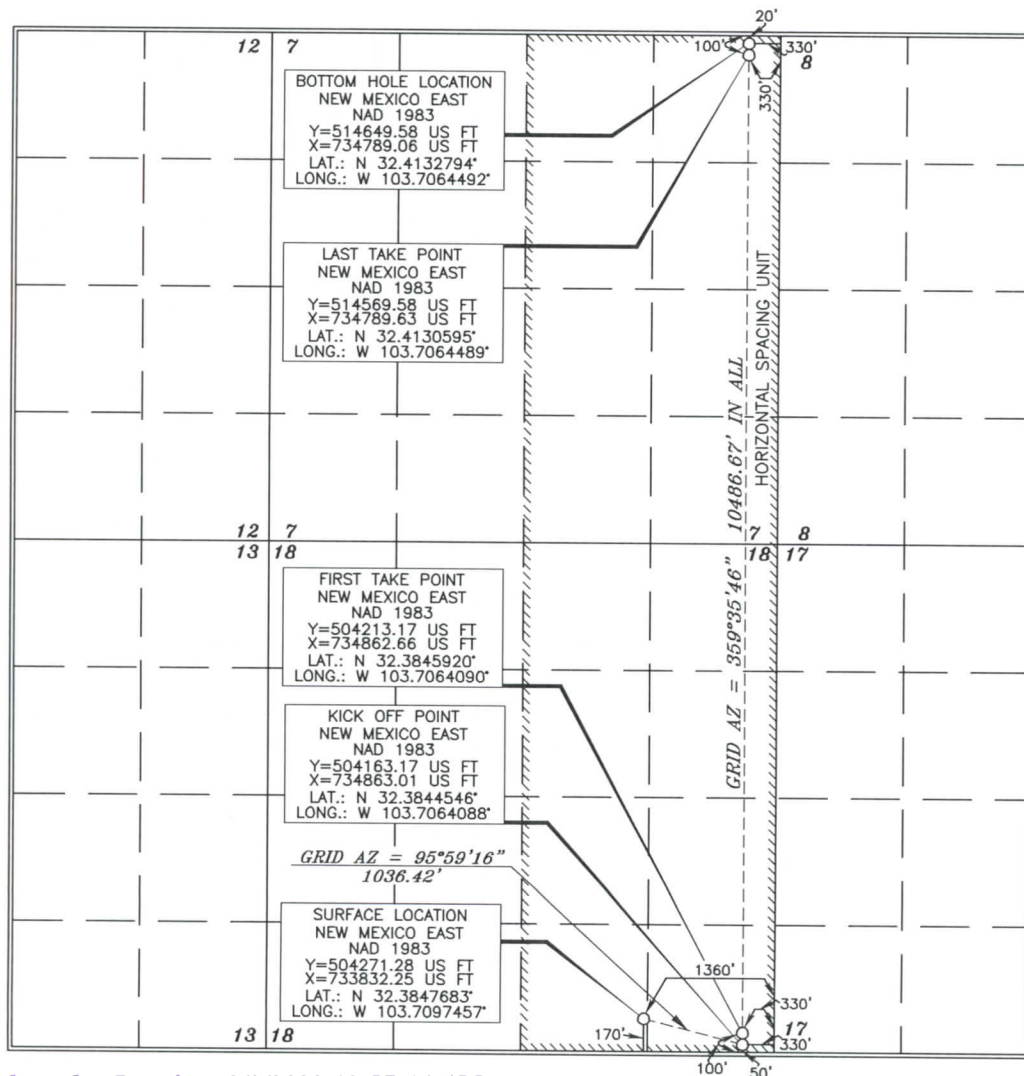 20'
12 7
100'
330'
8
330'
BOTTOM HOLE LOCATION
NEW MEXICO EAST
NAD 1983
Y=514649.58 US FT
X=734789.06 US FT
LAT.: N 32.4132794°
LONG.: W 103.7064492°
LAST TAKE POINT
NEW MEXICO EAST
NAD 1983
Y=514569.58 US FT
X=734789.63 US FT
LAT.: N 32.4130595°
LONG.: W 103.7064489°
HORIZONTAL SPACING UNIT
GRID AZ = 359°35'46" 10486.67' IN ALL
12 7
7 8
13 18
18 17
FIRST TAKE POINT
NEW MEXICO EAST
NAD 1983
Y=504213.17 US FT
X=734862.66 US FT
LAT.: N 32.3845920°
LONG.: W 103.7064090°
KICK OFF POINT
NEW MEXICO EAST
NAD 1983
Y=504163.17 US FT
X=734863.01 US FT
LAT.: N 32.3844546°
LONG.: W 103.7064088°
GRID AZ = 95°59'16"
1036.42'
SURFACE LOCATION
NEW MEXICO EAST
NAD 1983
Y=504271.28 US FT
X=733832.25 US FT
LAT.: N 32.3847683°
LONG.: W 103.7097457°
1360'
330'
13 18
170'
17
330'
100'
50'